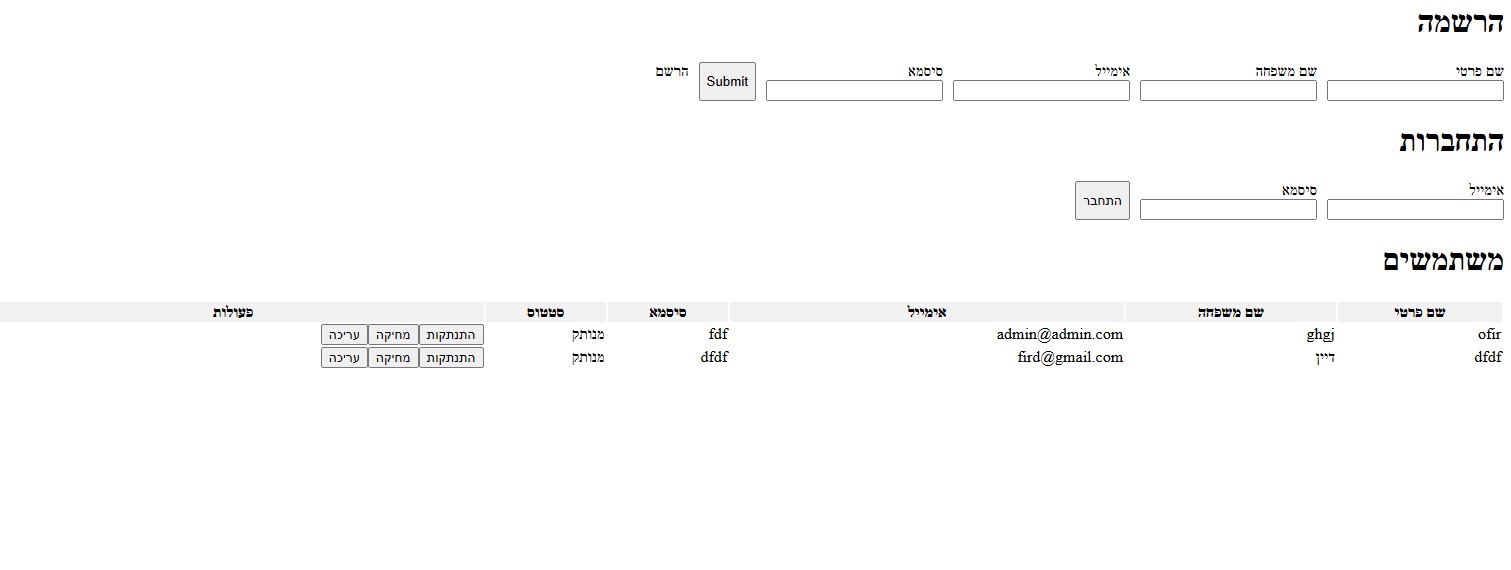 הרשמה
שם פרטי שם משפחה אימייל סיסמא Submit הרשם
התחברות
אימייל סיסמא התחבר
משתמשים
שם פרטי שם משפחה אימייל סיסמא סטטוס פעולות
ofir ghgj admin@admin.com fdf מנותק התנתקות מחיקה עריכה
dfdf דיין fird@gmail.com dfdf מנותק התנתקות מחיקה עריכה